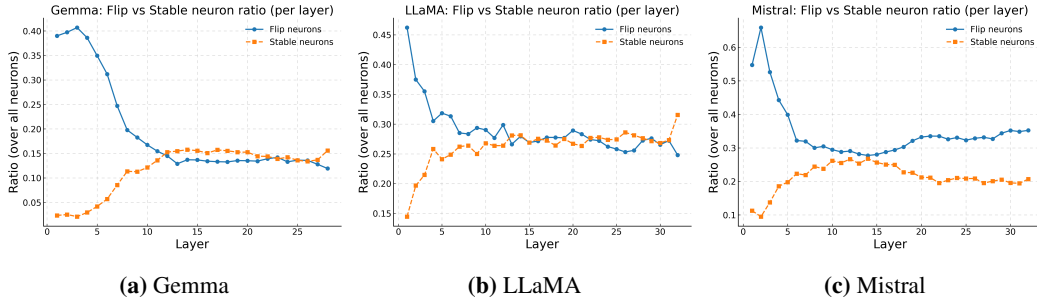 Gemma: Flip vs Stable neuron ratio (per layer)
Ratio (over all neurons)
0.40
0.35
0.30
0.25
0.20
0.15
0.10
0.05
Flip neurons
Stable neurons
0
5
10
15
20
25
Layer
(a) Gemma
LLaMA: Flip vs Stable neuron ratio (per layer)
Ratio (over all neurons)
0.45
0.40
0.35
0.30
0.25
0.20
0.15
Flip neurons
Stable neurons
0
5
10
15
20
25
30
Layer
(b) LLaMA
Mistral: Flip vs Stable neuron ratio (per layer)
Ratio (over all neurons)
0.6
0.5
0.4
0.3
0.2
0.1
Flip neurons
Stable neurons
0
5
10
15
20
25
30
Layer
(c) Mistral